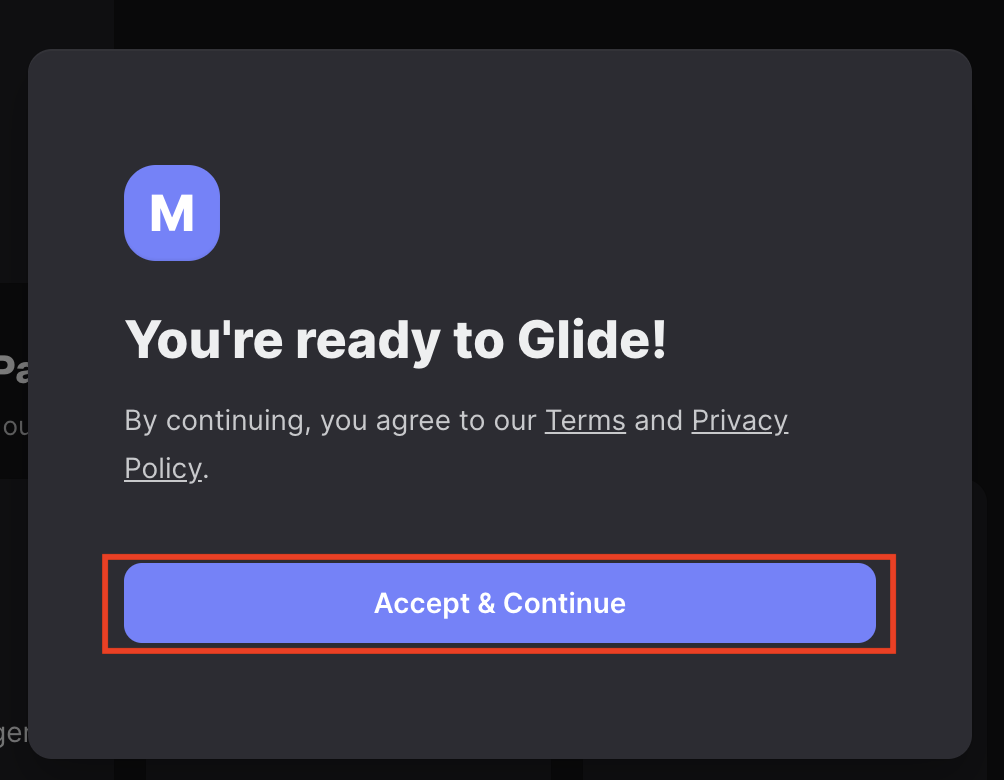 M
You're ready to Glide!
By continuing, you agree to our Terms and Privacy
Policy.
Accept & Continue